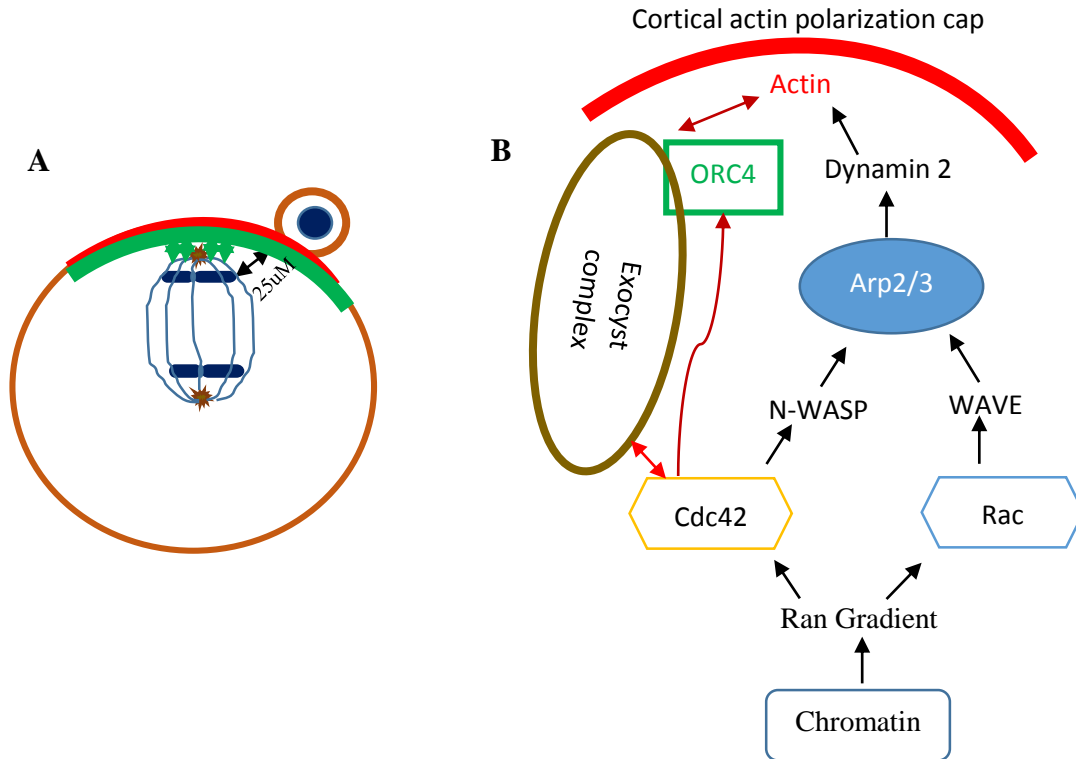 A
25uM
B
Cortical actin polarization cap
Actin
ORC4
Dynamin 2
Exocyst
complex
Arp2/3
N-WASP
WAVE
Cdc42
Rac
Ran Gradient
Chromatin